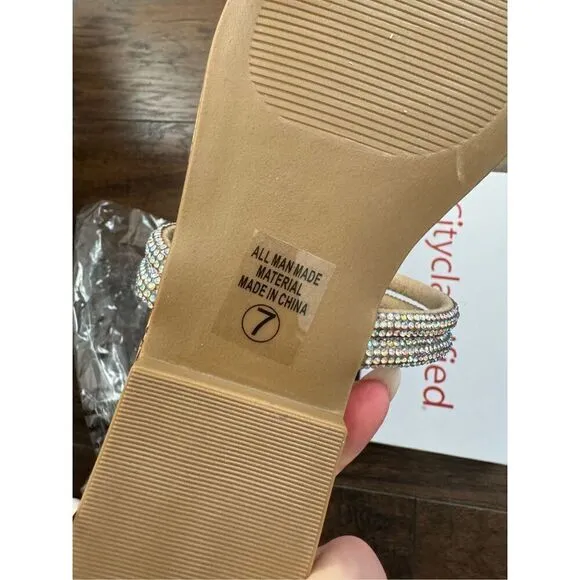 ALL MAN MADE
MATERIAL
MADE IN CHINA
7
Cityclassified